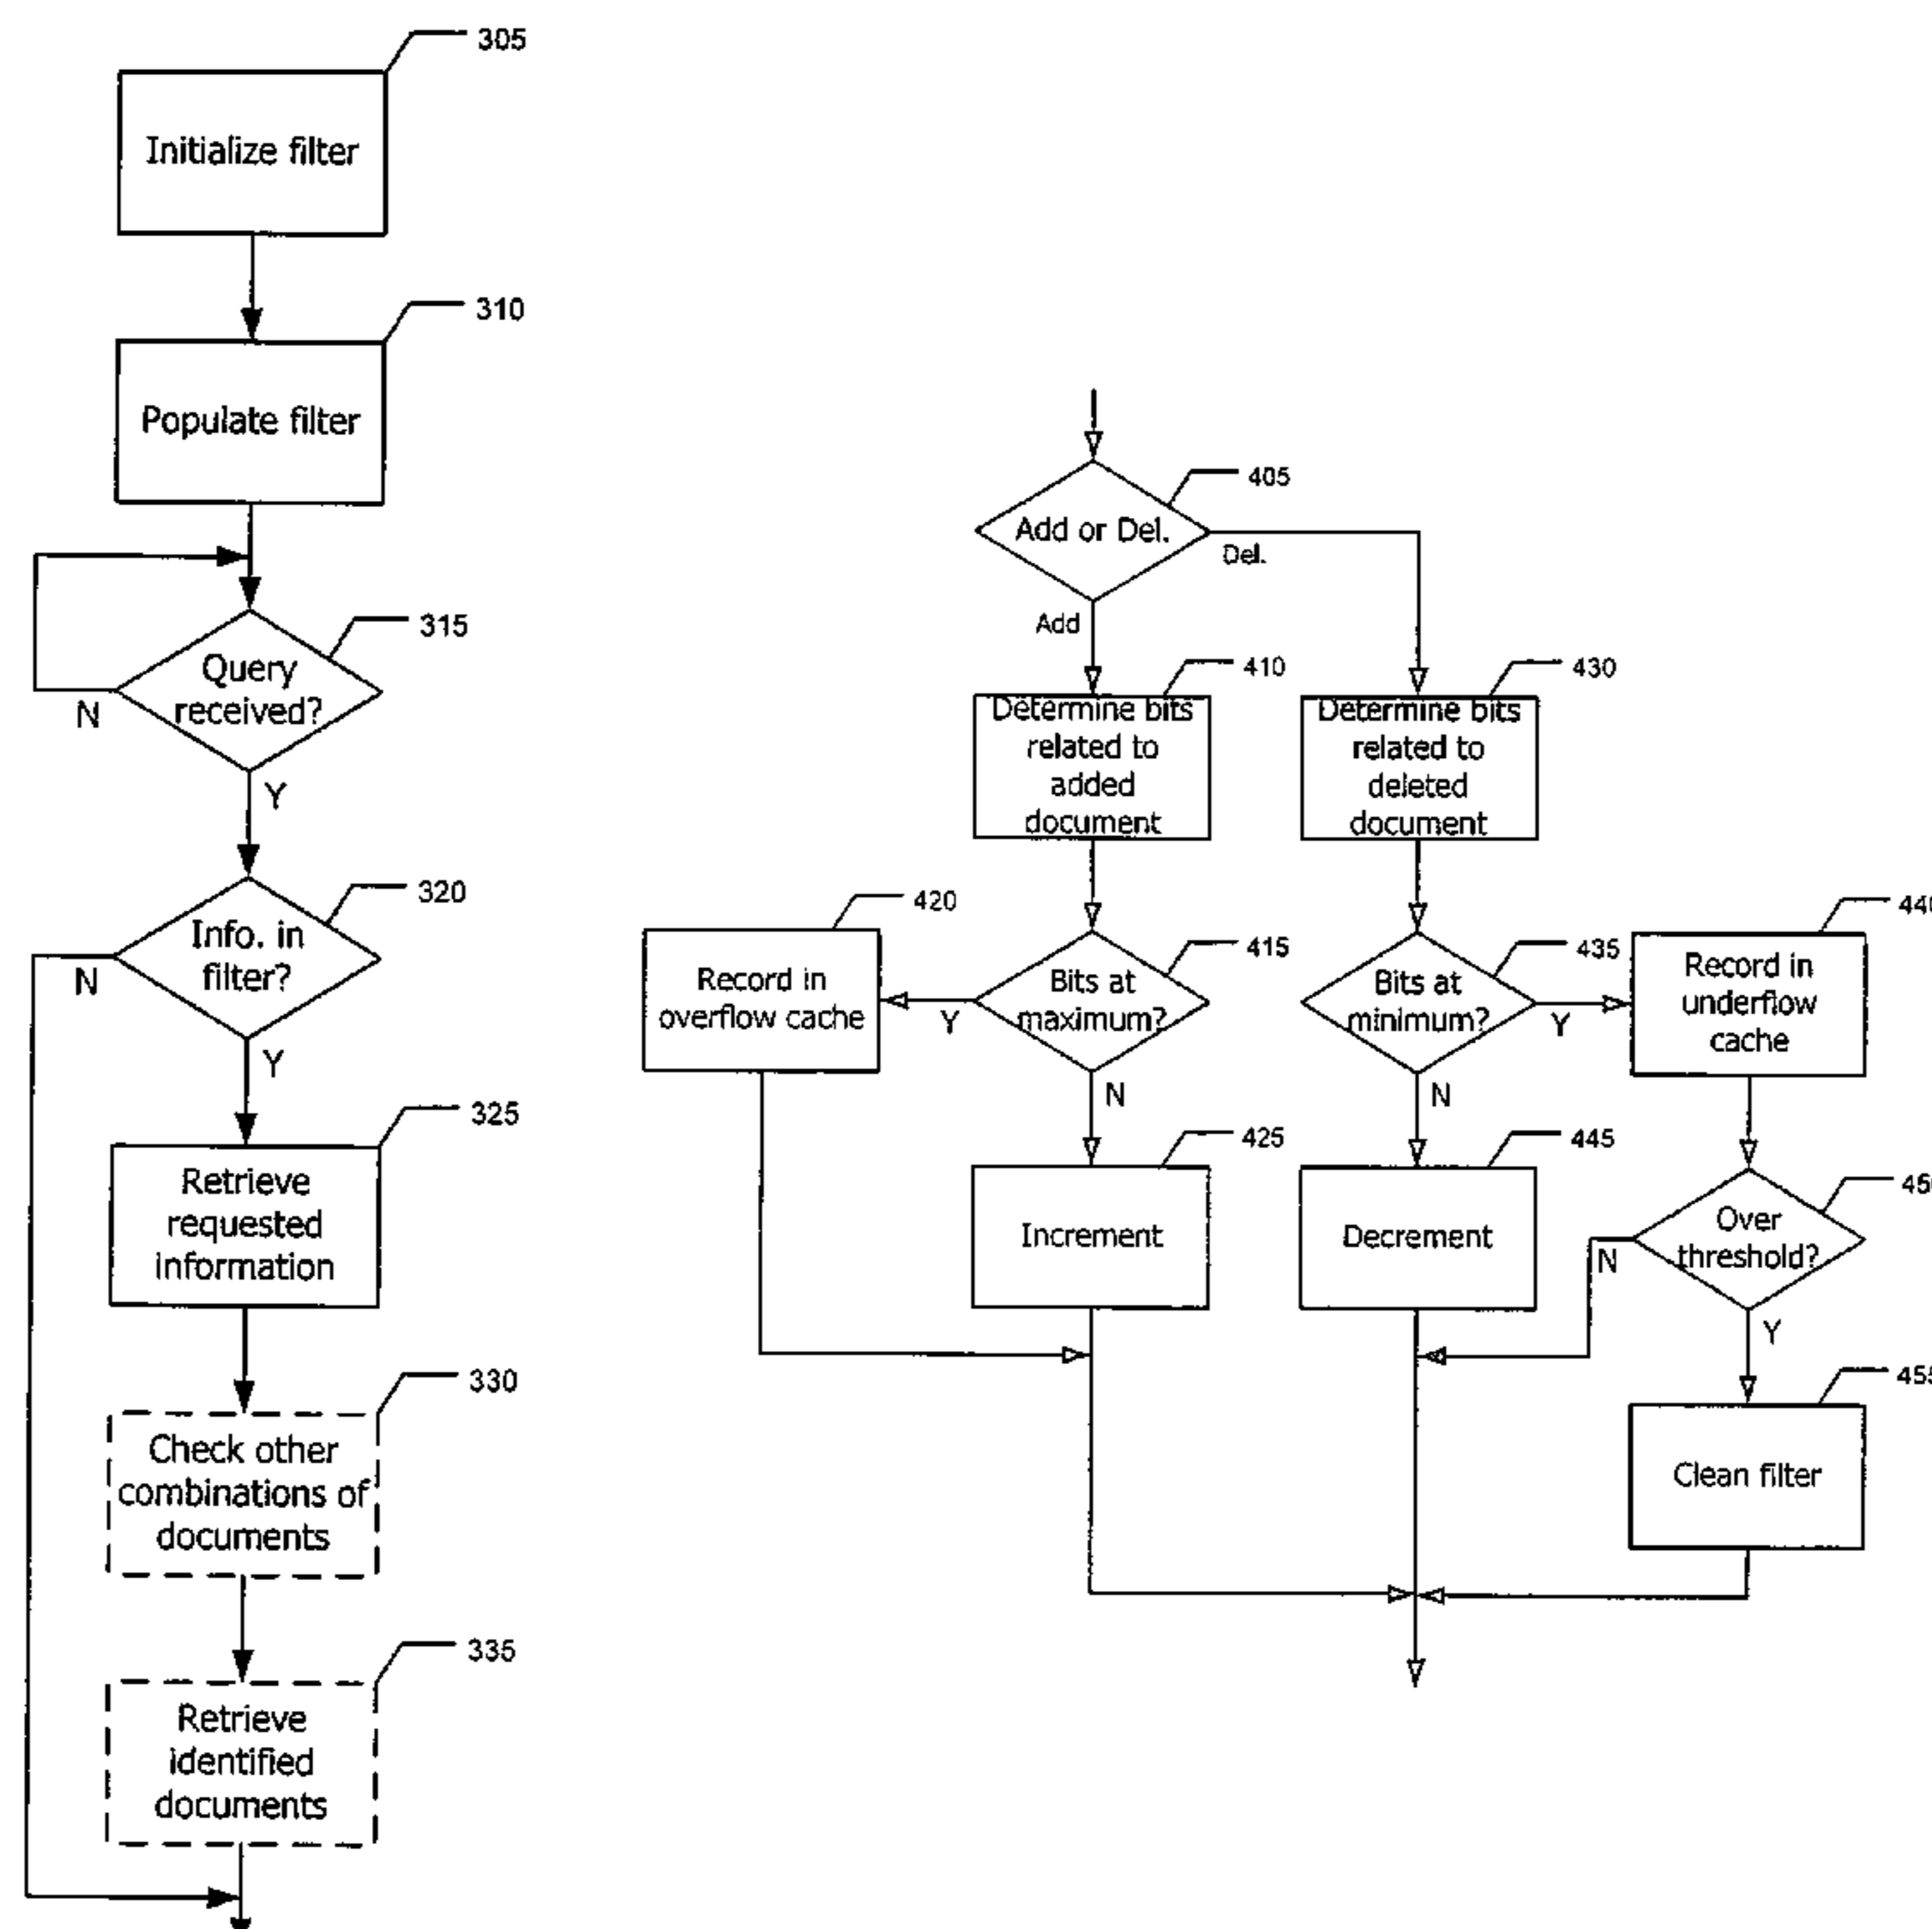 305
Initialize filter
310
Populate filter
315
Query
received?
N
Y
320
Info. in
filter?
N
Y
325
Retrieve
requested
information
330
Check other
combinations of
documents
335
Retrieve
identified
documents
405
Add or Del.
Del.
Add
410
Determine bits
related to
added
document
430
Determine bits
related to
deleted
document
420
Record in
overflow cache
415
Bits at
maximum?
Y
N
435
Bits at
minimum?
Y
N
Record in
underflow
cache
425
Increment
445
Decrement
Over
threshold?
N
Y
Clean filter